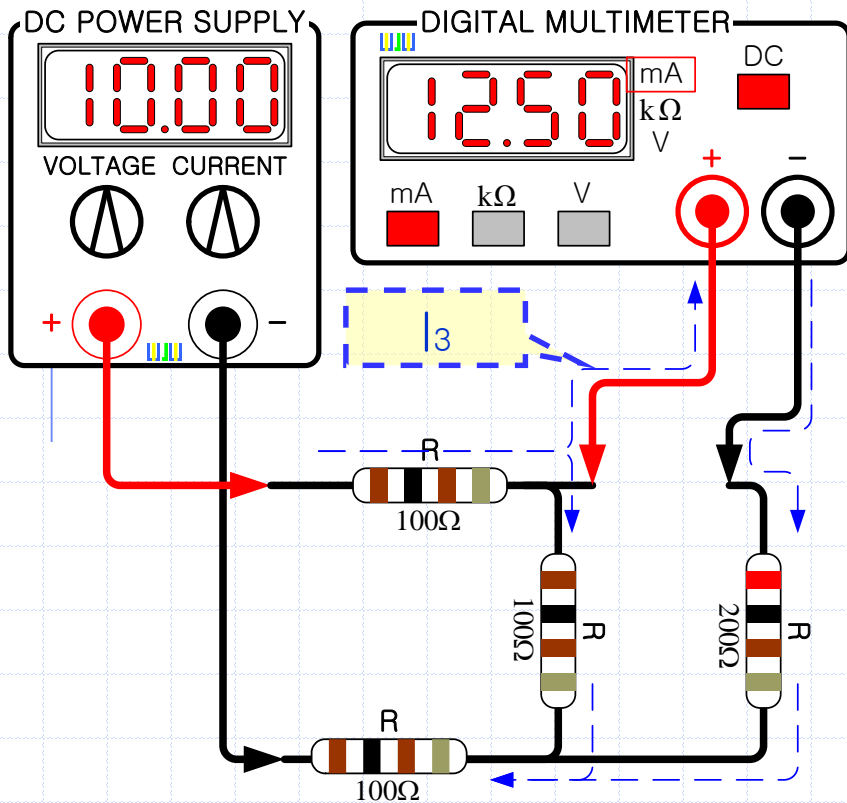 DC POWER SUPPLY
10.00
VOLTAGE CURRENT
+ −
DIGITAL MULTIMETER
12.50
mA
kΩ
V
DC
mA kΩ V
+ −
I3
R
100Ω
100Ω
R
200Ω
R
R
100Ω